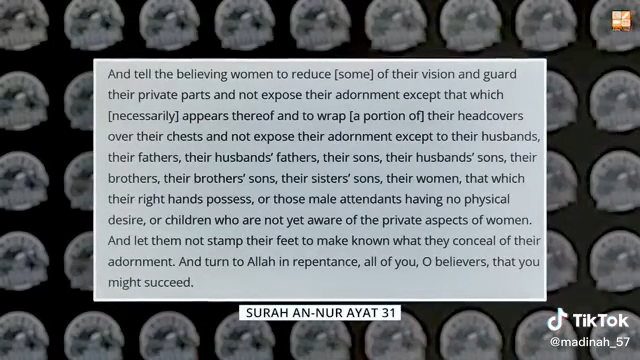 And tell the believing women to reduce [some] of their vision and guard
their private parts and not expose their adornment except that which
[necessarily] appears thereof and to wrap [a portion of] their headcovers
over their chests and not expose their adornment except to their husbands,
their fathers, their husbands' fathers, their sons, their husbands' sons, their
brothers, their brothers' sons, their sisters' sons, their women, that which
their right hands possess, or those male attendants having no physical
desire, or children who are not yet aware of the private aspects of women.
And let them not stamp their feet to make known what they conceal of their
adornment. And turn to Allah in repentance, all of you, O believers, that you
might succeed.
SURAH AN-NUR AYAT 31
TikTok
@madinah_57